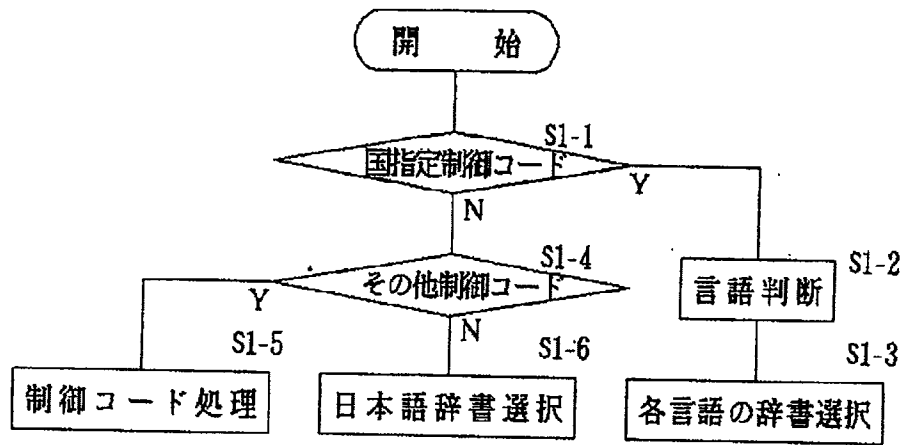 開始
S1-1
国指定制御コード
Y
N
S1-4
その他制御コード
S1-2
言語判断
Y
N
S1-5
S1-6
S1-3
制御コード処理
日本語辞書選択
各言語の辞書選択